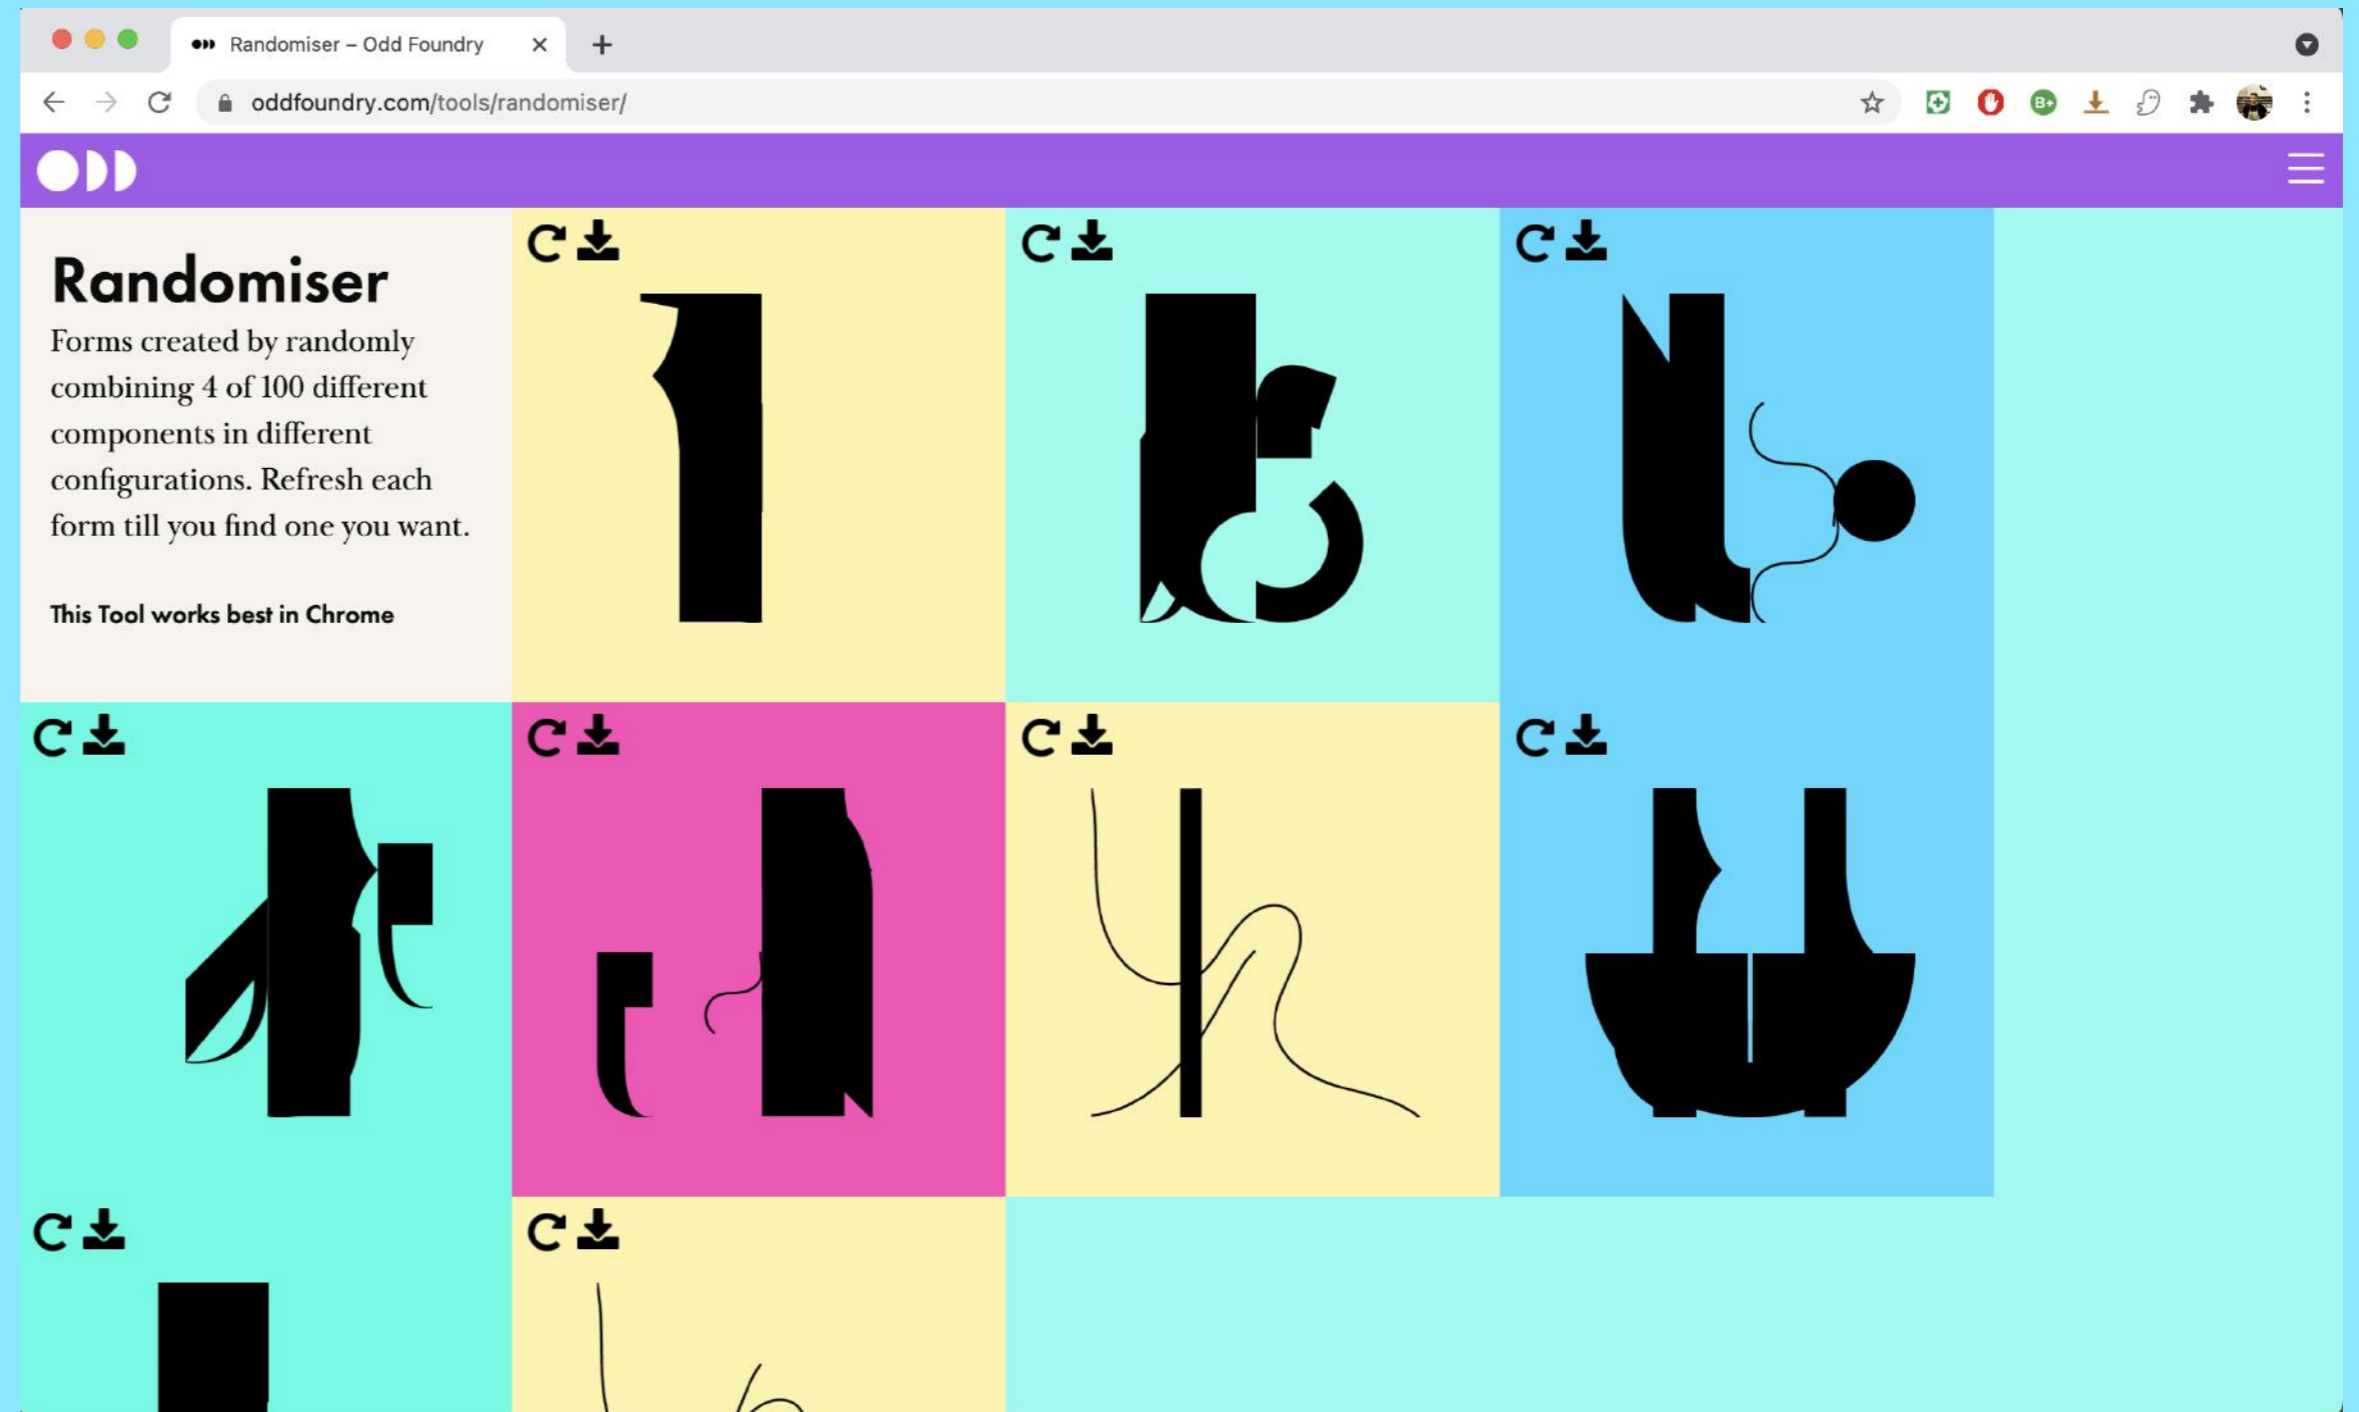 Randomiser – Odd Foundry
oddfoundry.com/tools/randomiser/
B+
ODD
Randomiser
Forms created by randomly
combining 4 of 100 different
components in different
configurations. Refresh each
form till you find one you want.
This Tool works best in Chrome